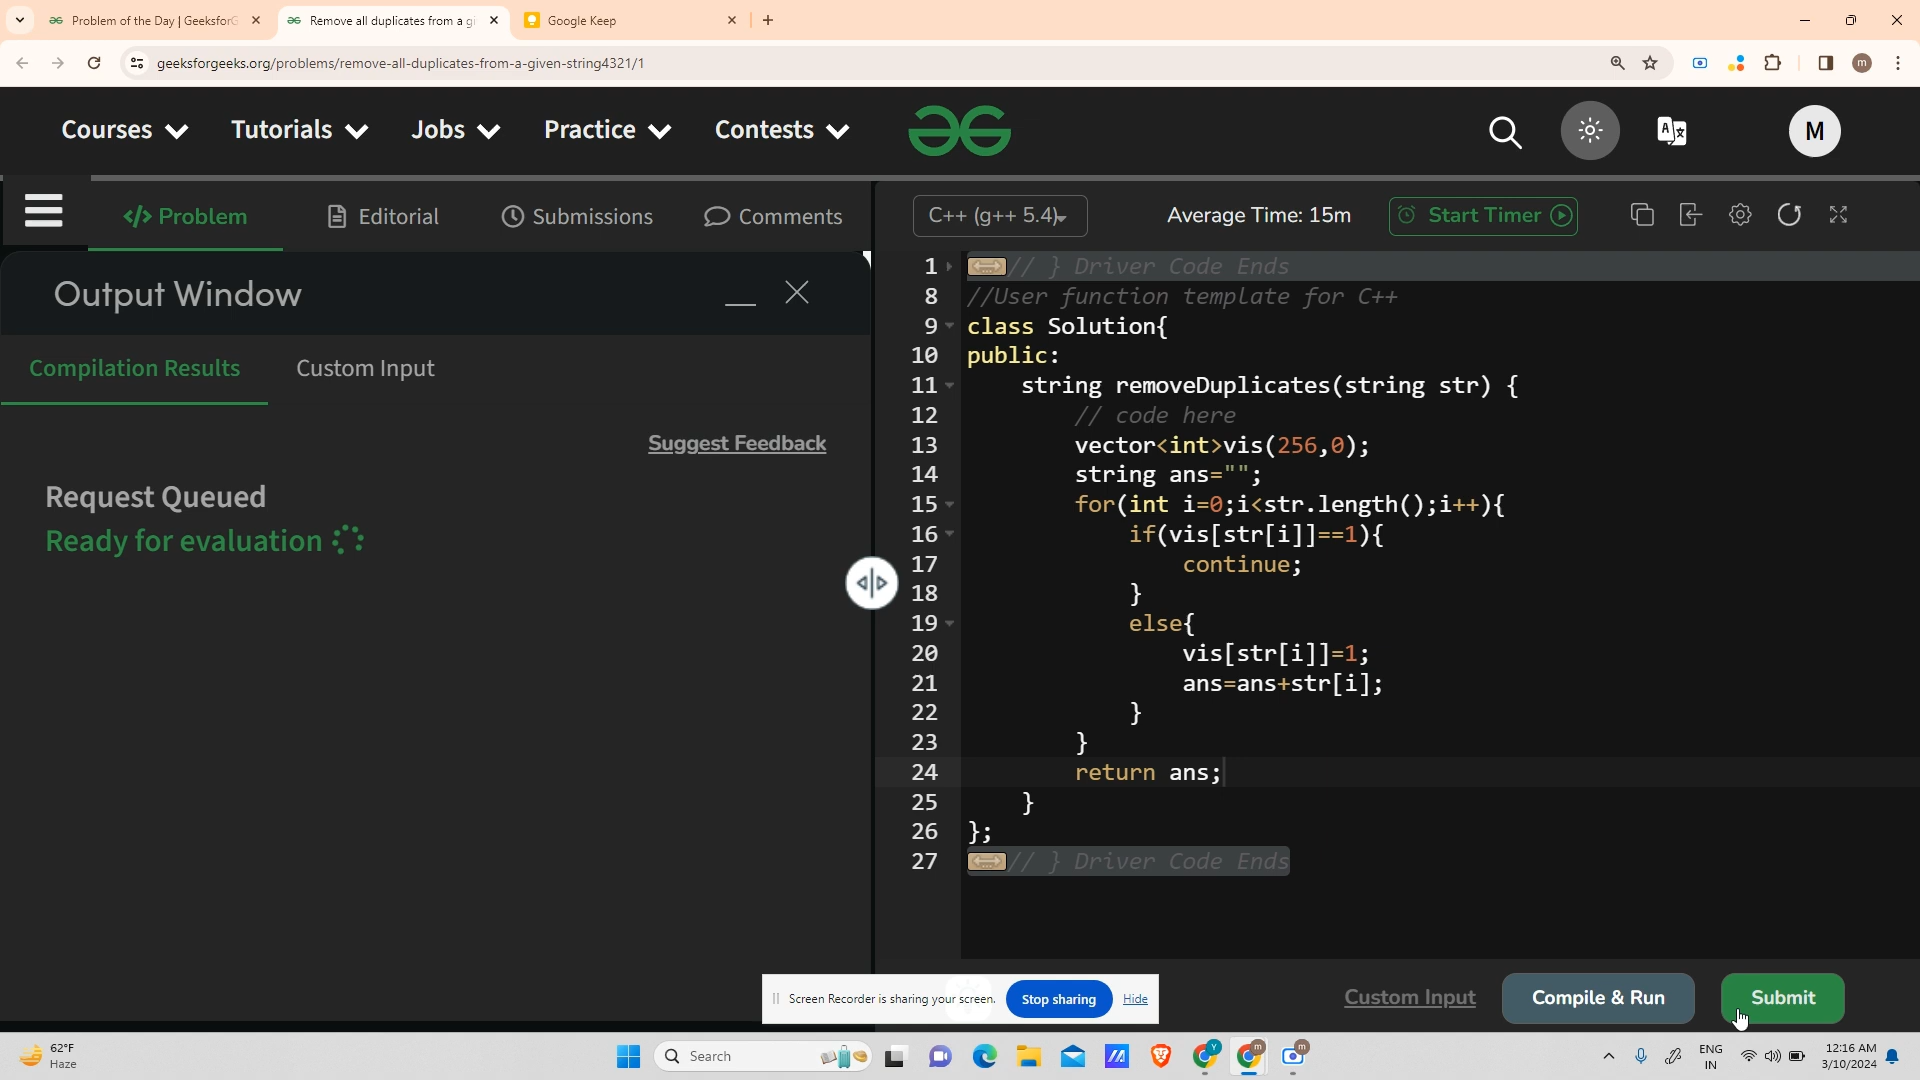 Problem of the Day | GeeksforG
Remove all duplicates from a gi
Google Keep
geeksforgeeks.org/problems/remove-all-duplicates-from-a-given-string4321/1
m
Courses
Tutorials
Jobs
Practice
Contests
M
</> Problem
Editorial
Submissions
Comments
C++ (g++ 5.4)
Average Time: 15m
Start Timer
Output Window
Compilation Results
Custom Input
Suggest Feedback
Request Queued
Ready for evaluation
1 // } Driver Code Ends
8 //User function template for C++
9 class Solution{
10 public:
11 string removeDuplicates(string str) {
12 // code here
13 vector<int>vis(256,0);
14 string ans="";
15 for(int i=0;i<str.length();i++){
16 if(vis[str[i]]==1){
17 continue;
18 }
19 else{
20 vis[str[i]]=1;
21 ans=ans+str[i];
22 }
23 }
24 return ans;
25 }
26 };
27 // } Driver Code Ends
Screen Recorder is sharing your screen.
Stop sharing
Hide
Custom Input
Compile & Run
Submit
62°F
Haze
Search
Y
m
m
ENG
IN
12:16 AM
3/10/2024